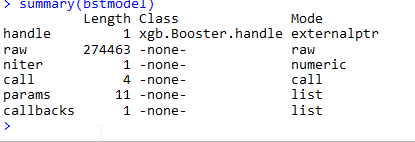 > summary(bstmodel)
Length Class Mode
handle 1 xgb.Booster.handle externalptr
raw 274463 -none- raw
niter 1 -none- numeric
call 4 -none- call
params 11 -none- list
callbacks 1 -none- list
>